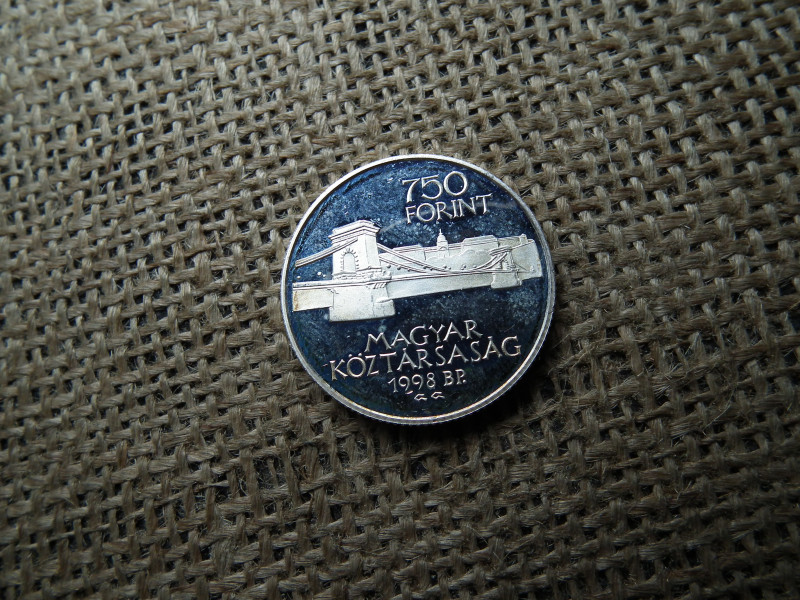 750
FORINT
MAGYAR
KÖZTÁRSASÁG
1998 BP.